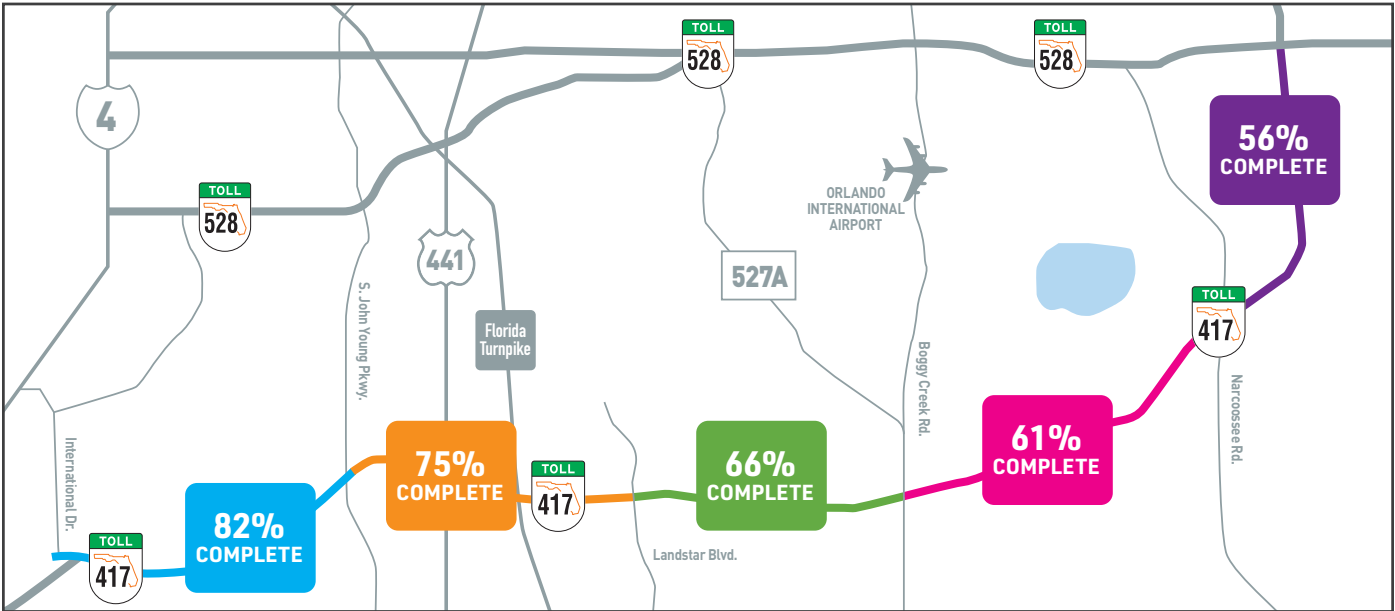 TOLL
528
TOLL
528
4
56%
COMPLETE
TOLL
528
ORLANDO
INTERNATIONAL
AIRPORT
441
527A
S. John Young Pkwy.
Florida
Turnpike
TOLL
417
Boggy Creek Rd.
Narcoossee Rd.
International Dr.
75%
COMPLETE
66%
COMPLETE
61%
COMPLETE
TOLL
417
82%
COMPLETE
Landstar Blvd.
TOLL
417